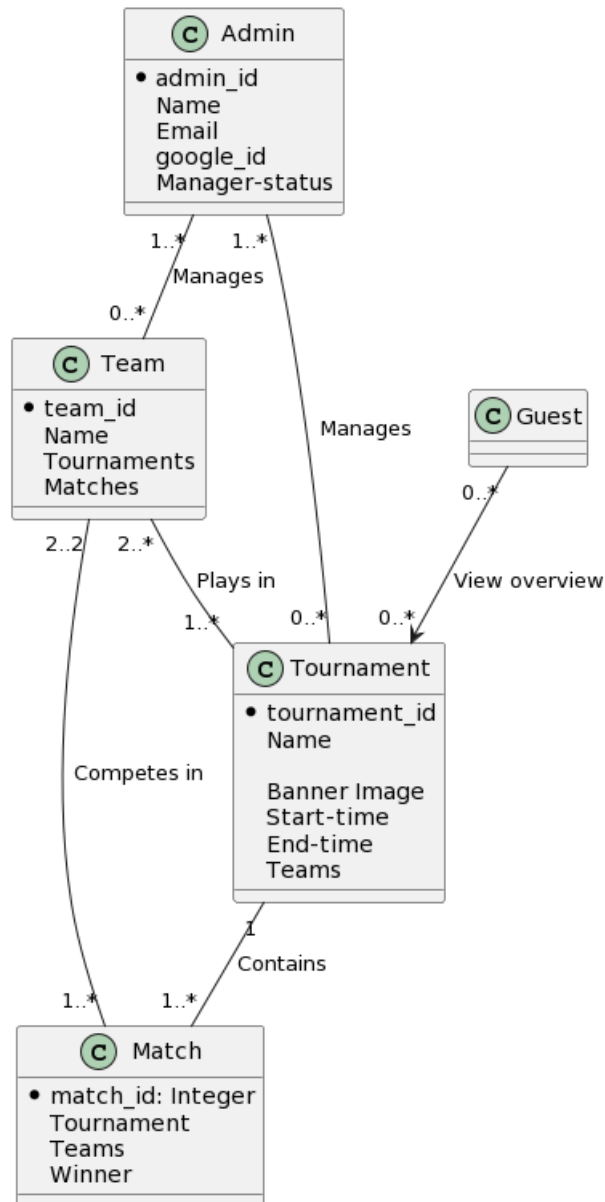 C Admin
* admin_id
Name
Email
google_id
Manager-status
1..* 1..*
Manages
0..*
C Team
* team_id
Name
Tournaments
Matches
Manages
C Guest
2..2 2..* 0..*
Plays in
View overview
1..* 0..* 0..*
C Tournament
* tournament_id
Name
Banner Image
Start-time
End-time
Teams
Competes in
1
Contains
1..* 1..*
C Match
* match_id: Integer
Tournament
Teams
Winner